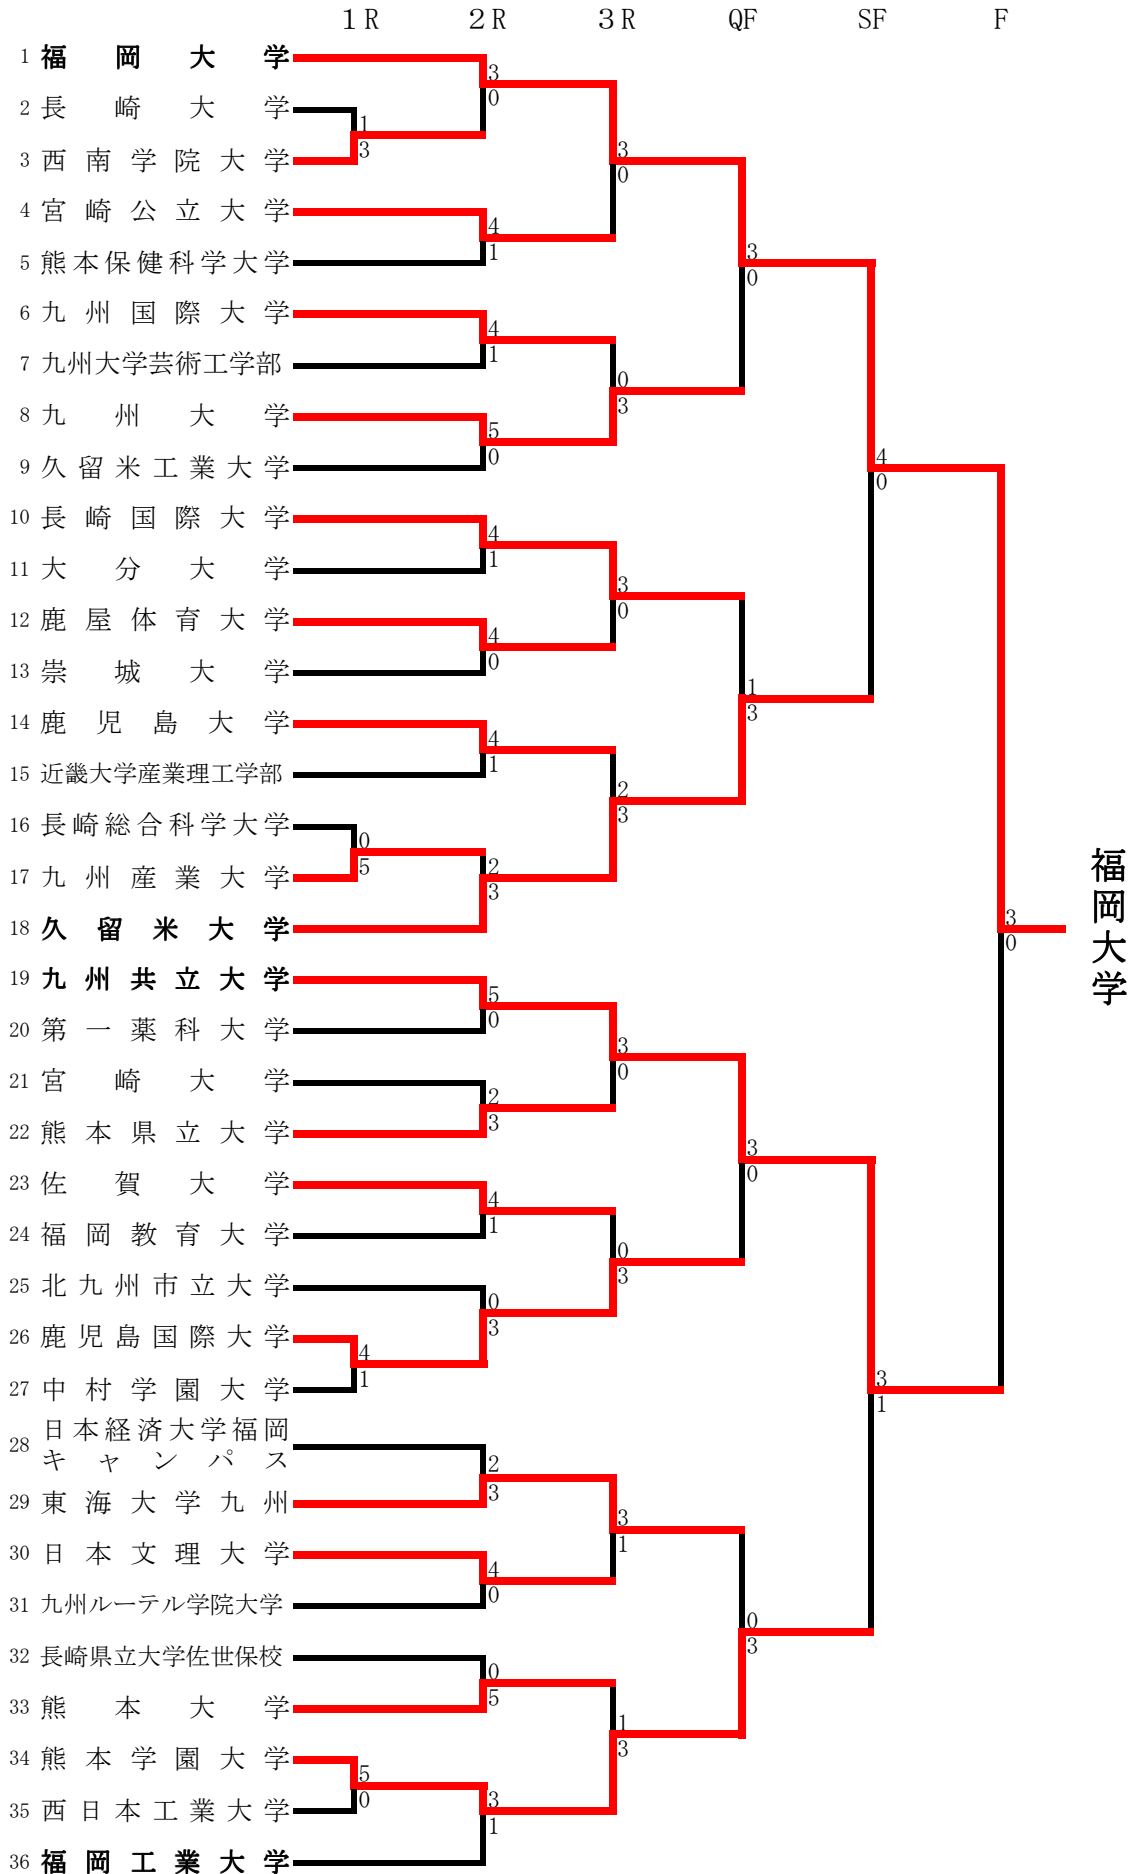 1R 2R 3R QF SF F
1 福岡大学
3
0
2 長崎大学
1
3
3 西南学院大学
3
0
4 宮崎公立大学
4
1
5 熊本保健科学大学
3
0
6 九州国際大学
4
1
7 九州大学芸術工学部
0
3
8 九州大学
5
0
9 久留米工業大学
4
0
10 長崎国際大学
4
1
11 大分大学
3
0
12 鹿屋体育大学
4
0
13 崇城大学
1
3
14 鹿児島大学
4
1
15 近畿大学産業理工学部
2
3
16 長崎総合科学大学
0
5
17 九州産業大学
2
3
18 久留米大学
3
0
福岡大学
19 九州共立大学
5
0
20 第一薬科大学
3
0
21 宮崎大学
2
3
22 熊本県立大学
3
0
23 佐賀大学
4
1
24 福岡教育大学
0
3
25 北九州市立大学
0
3
26 鹿児島国際大学
4
1
27 中村学園大学
3
1
28 日本経済大学福岡
キャンパス
2
3
29 東海大学九州
3
1
30 日本文理大学
4
0
31 九州ルーテル学院大学
0
3
32 長崎県立大学佐世保校
0
5
33 熊本大学
1
3
34 熊本学園大学
5
0
35 西日本工業大学
3
1
36 福岡工業大学